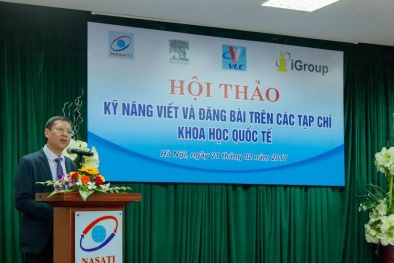 NASATI
ELSEVIER
VLC
iGroup
HỘI THẢO
KỸ NĂNG VIẾT VÀ ĐĂNG BÀI TRÊN CÁC TẠP CHÍ
KHOA HỌC QUỐC TẾ
Hà Nội, ngày 21 tháng 02 năm 2017
NASATI